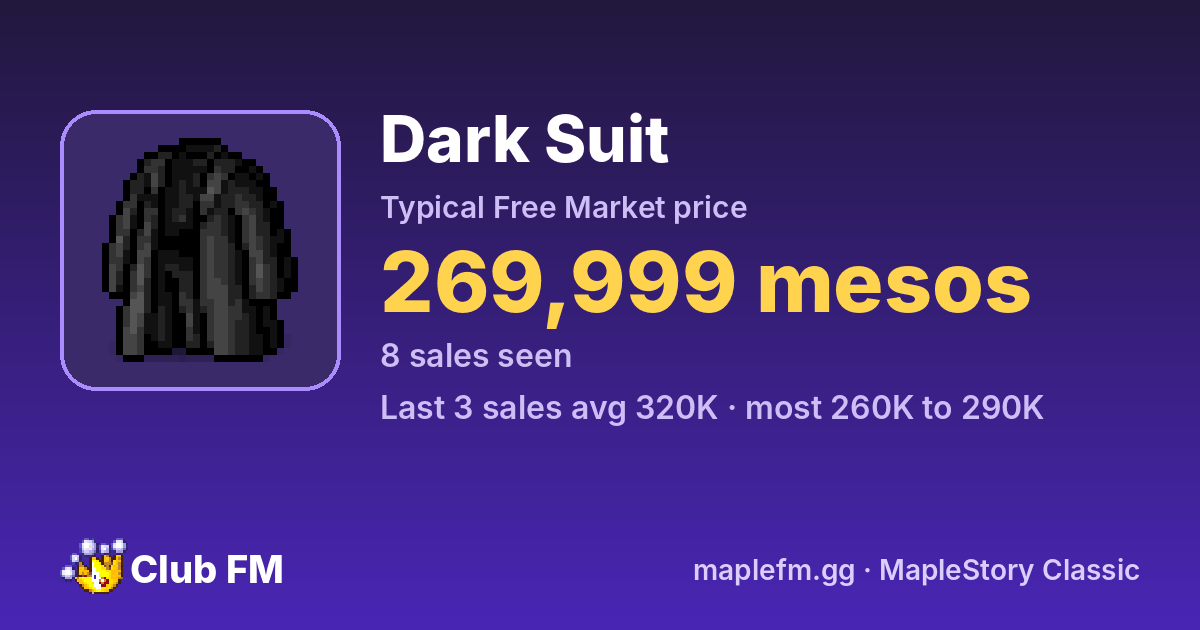 Dark Suit
Typical Free Market price
269,999 mesos
8 sales seen
Last 3 sales avg 320K · most 260K to 290K
Club FM
maplefm.gg · MapleStory Classic